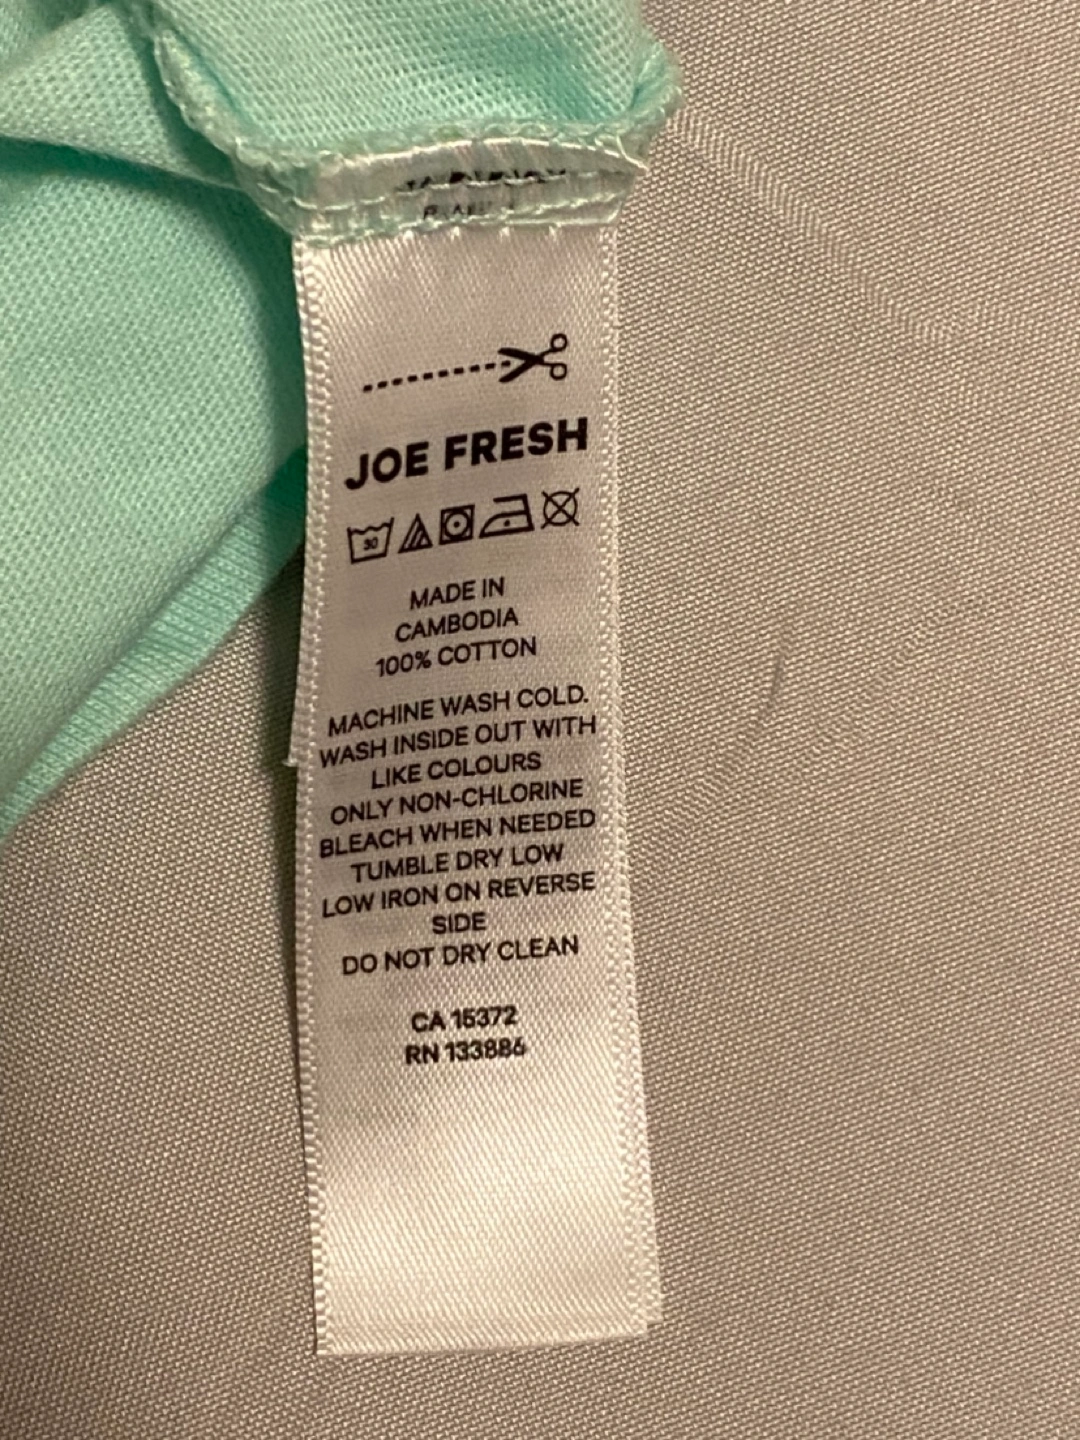 JOE FRESH
30
MADE IN
CAMBODIA
100% COTTON
MACHINE WASH COLD.
WASH INSIDE OUT WITH
LIKE COLOURS
ONLY NON-CHLORINE
BLEACH WHEN NEEDED
TUMBLE DRY LOW
LOW IRON ON REVERSE
SIDE
DO NOT DRY CLEAN
CA 15372
RN 133886